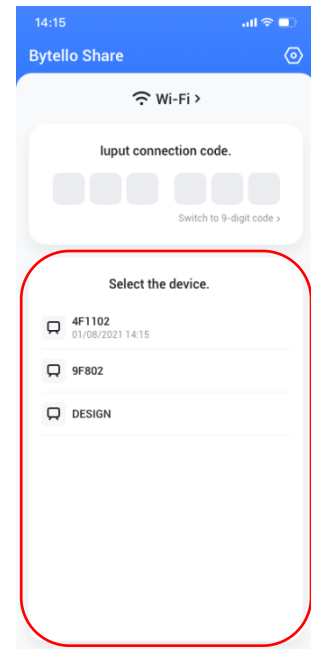 14:15
Bytello Share
Wi-Fi >
Iuput connection code.
Switch to 9-digit code >
Select the device.
4F1102
01/08/2021 14:15
9F802
DESIGN